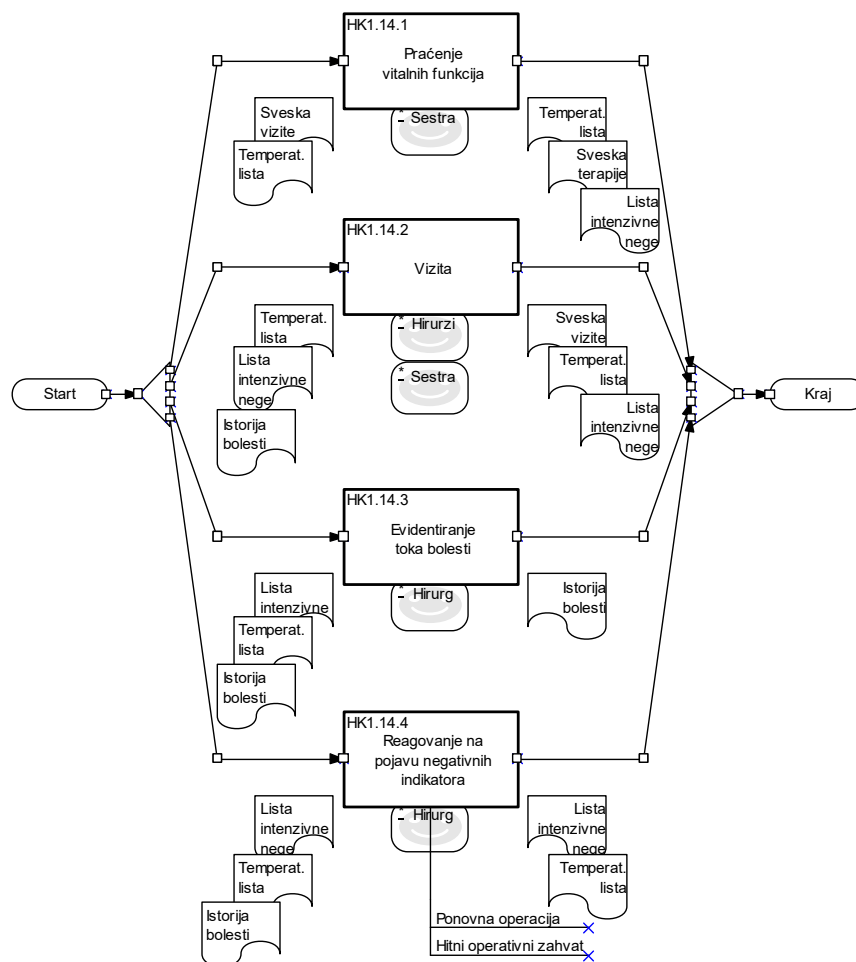 HK1.14.1
Praćenje
vitalnih funkcija
Sveska
vizite
Temperat.
lista
* Sestra
Temperat.
lista
Sveska
terapije
Lista
intenzivne
nege
HK1.14.2
Vizita
Temperat.
lista
Lista
intenzivne
nege
Istorija
bolesti
* Hirurzi
* Sestra
Sveska
vizite
Temperat.
lista
Lista
intenzivne
nege
Start
Kraj
HK1.14.3
Evidentiranje
toka bolesti
Lista
intenzivne
Temperat.
lista
Istorija
bolesti
* Hirurg
Istorija
bolesti
HK1.14.4
Reagovanje na
pojavu negativnih
indikatora
Lista
intenzivne
nege
Temperat.
lista
Istorija
bolesti
* Hirurg
Lista
intenzivne
nege
Temperat.
lista
Ponovna operacija
Hitni operativni zahvat